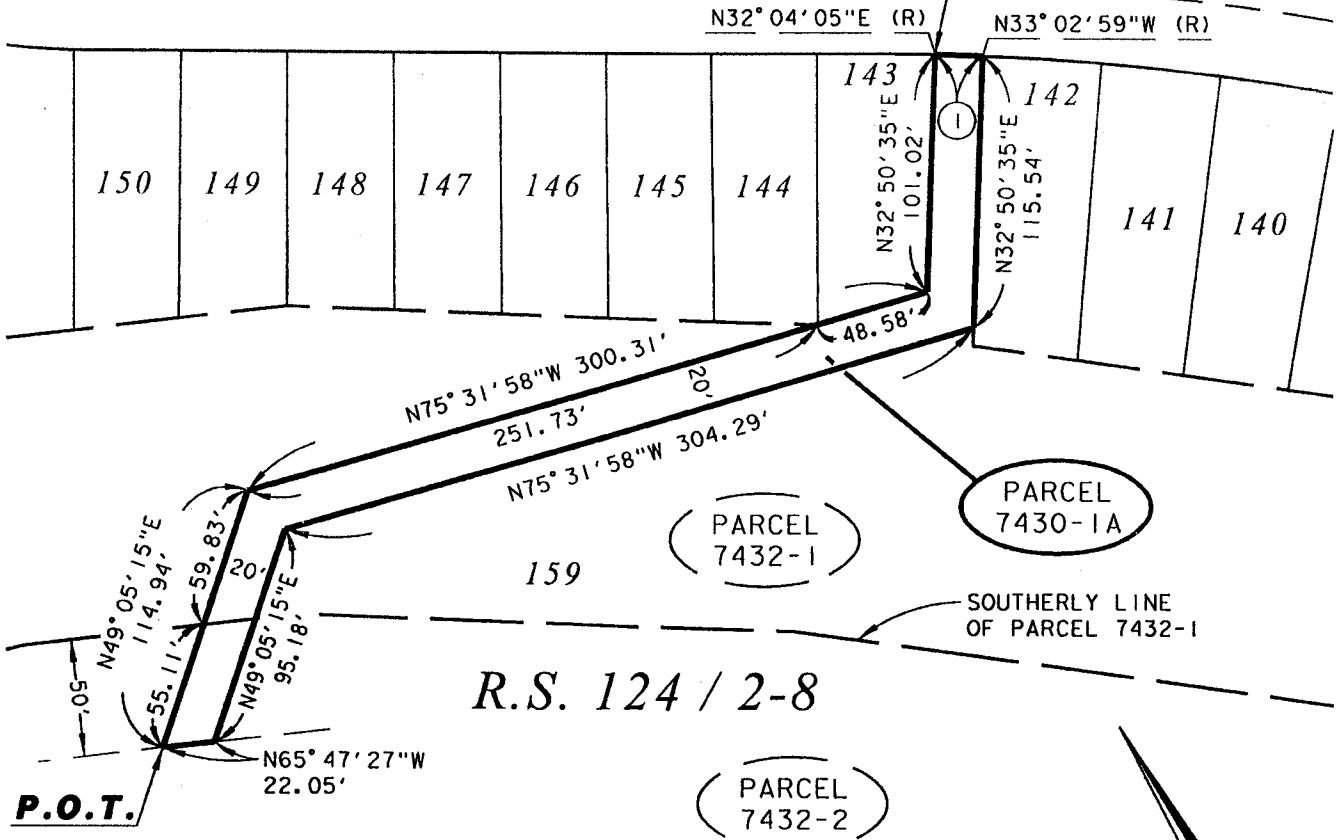 N32°04'05"E (R)
N33°02'59"W (R)
143
142
1
N32°50'35"E
101.02'
N32°50'35"E
115.54'
150
149
148
147
146
145
144
141
140
48.58'
N75°31'58"W 300.31'
20'
251.73'
N75°31'58"W 304.29'
PARCEL
7430-1A
PARCEL
7432-1
N49°05'15"E
114.94'
59.83'
20'
159
SOUTHERLY LINE
OF PARCEL 7432-1
55.11'
N49°05'15"E
95.18'
50'
R.S. 124 / 2-8
N65°47'27"W
22.05'
P.O.T.
PARCEL
7432-2